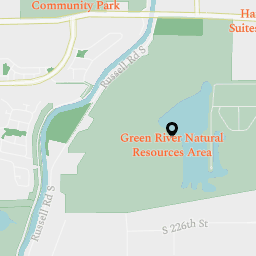 Community Park
Ha
Suites
Russell Rd S
Green River Natural
Resources Area
Russell Rd S
S 226th St